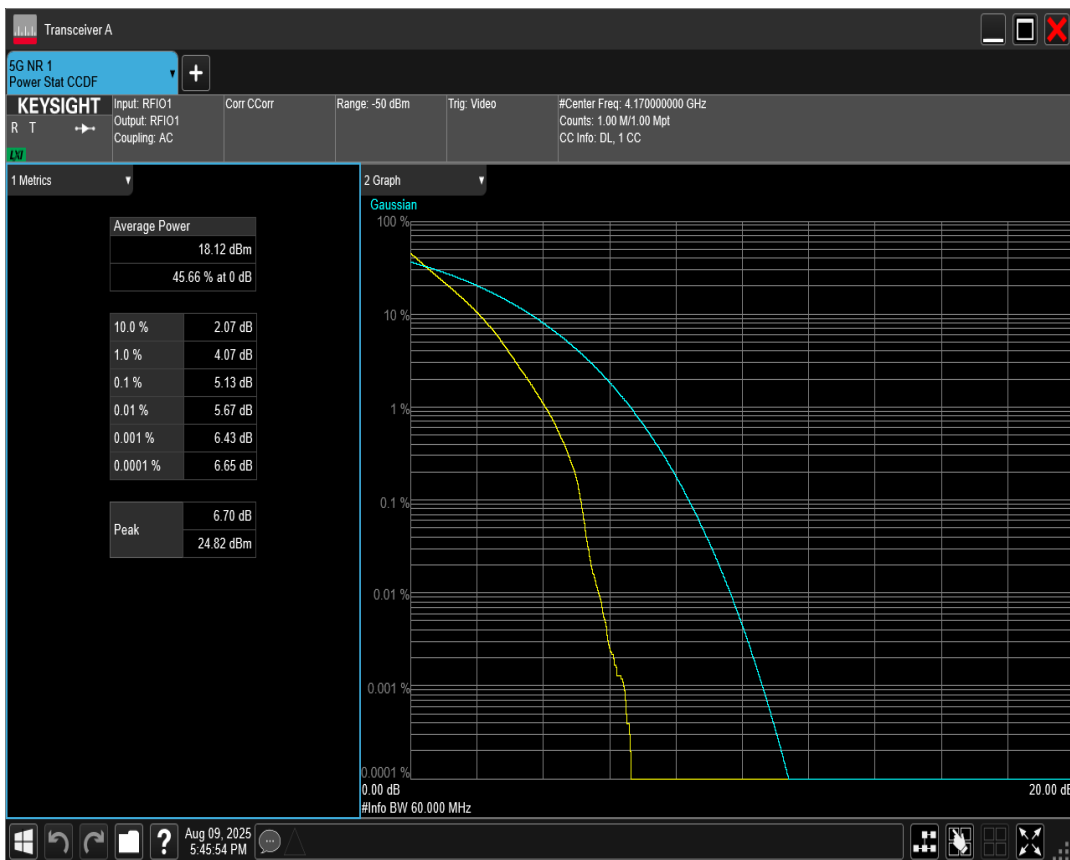 Transceiver A
5G NR 1
Power Stat CCDF
+
KEYSIGHT
R T
LXI
Input: RFIO1
Output: RFIO1
Coupling: AC
Corr CCorr
Range: -50 dBm
Trig: Video
#Center Freq: 4.170000000 GHz
Counts: 1.00 M/1.00 Mpt
CC Info: DL, 1 CC
1 Metrics
Average Power
18.12 dBm
45.66 % at 0 dB
10.0 % 2.07 dB
1.0 % 4.07 dB
0.1 % 5.13 dB
0.01 % 5.67 dB
0.001 % 6.43 dB
0.0001 % 6.65 dB
Peak
6.70 dB
24.82 dBm
2 Graph
Gaussian
100 %
10 %
1 %
0.1 %
0.01 %
0.001 %
0.0001 %
0.00 dB 20.00 dB
#Info BW 60.000 MHz
?
Aug 09, 2025
5:45:54 PM